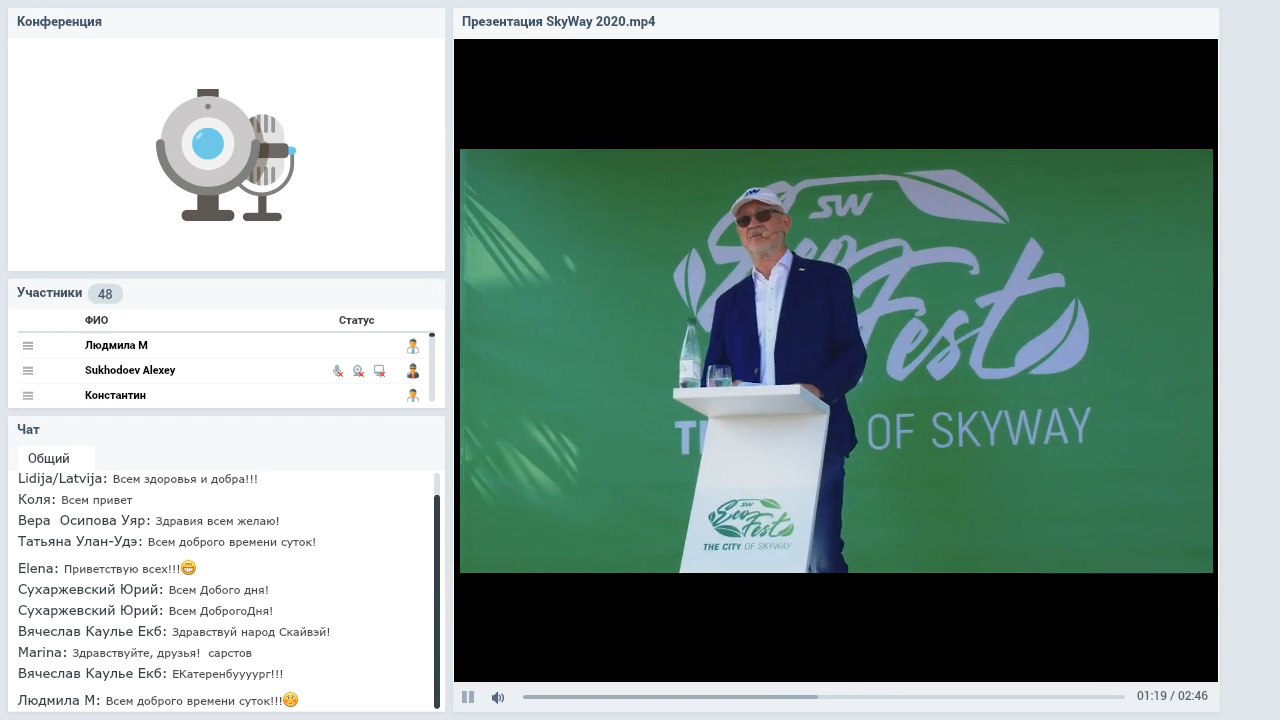 Конференция
Презентация SkyWay 2020.mp4
SW
Eco
Fest
OF SKYWAY
SW
Eco
Fest
THE CITY OF SKYWAY
01:19 / 02:46
Участники 48
ФИО Статус
Людмила М
Sukhodoev Alexey
Константин
Чат
Общий
Lidija/Latvija: Всем здоровья и добра!!!
Коля: Всем привет
Вера Осипова Уяр: Здравия всем желаю!
Татьяна Улан-Удэ: Всем доброго времени суток!
Elena: Приветствую всех!!!
Сухаржевский Юрий: Всем Добого дня!
Сухаржевский Юрий: Всем ДоброгоДня!
Вячеслав Каулье Екб: Здравствуй народ Скайвэй!
Marina: Здравствуйте, друзья! сарстов
Вячеслав Каулье Екб: ЕКатеренбуууург!!!
Людмила М: Всем доброго времени суток!!!